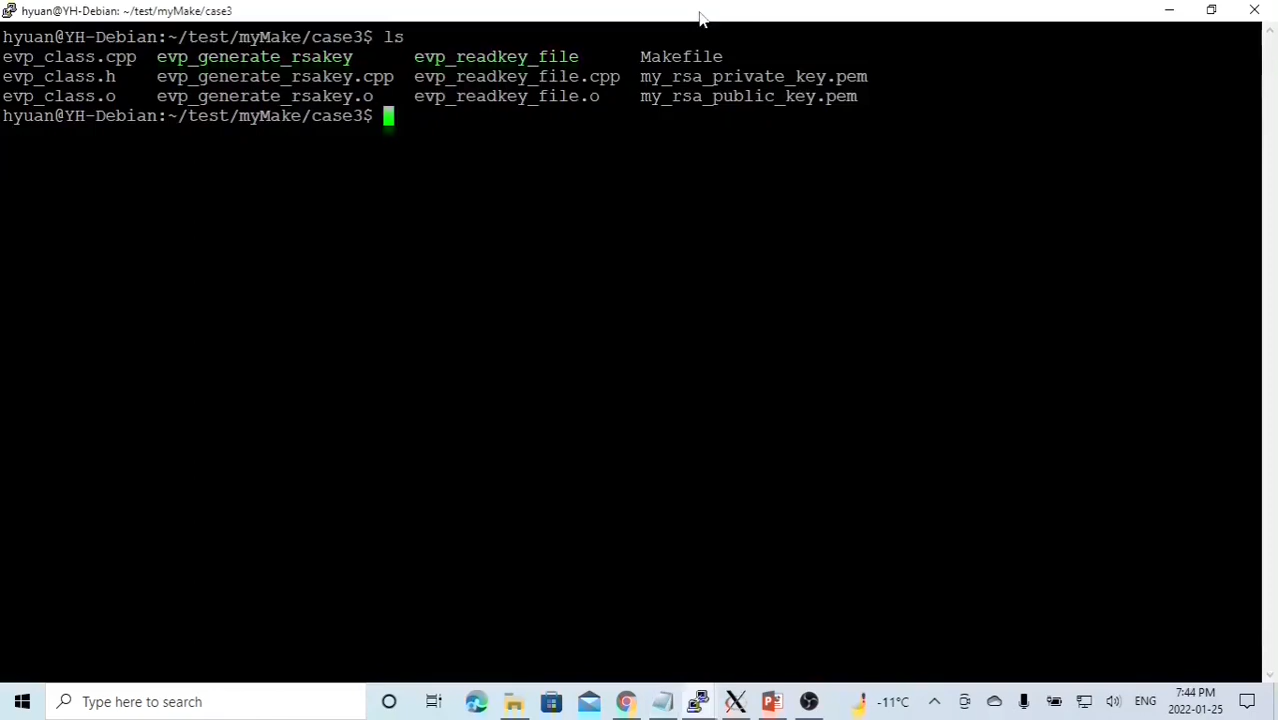 hyuan@YH-Debian: ~/test/myMake/case3
hyuan@YH-Debian:~/test/myMake/case3$ ls
evp_class.cpp  evp_generate_rsakey      evp_readkey_file      Makefile
evp_class.h    evp_generate_rsakey.cpp  evp_readkey_file.cpp  my_rsa_private_key.pem
evp_class.o    evp_generate_rsakey.o    evp_readkey_file.o    my_rsa_public_key.pem
hyuan@YH-Debian:~/test/myMake/case3$
Type here to search
-11°C
ENG
7:44 PM
2022-01-25